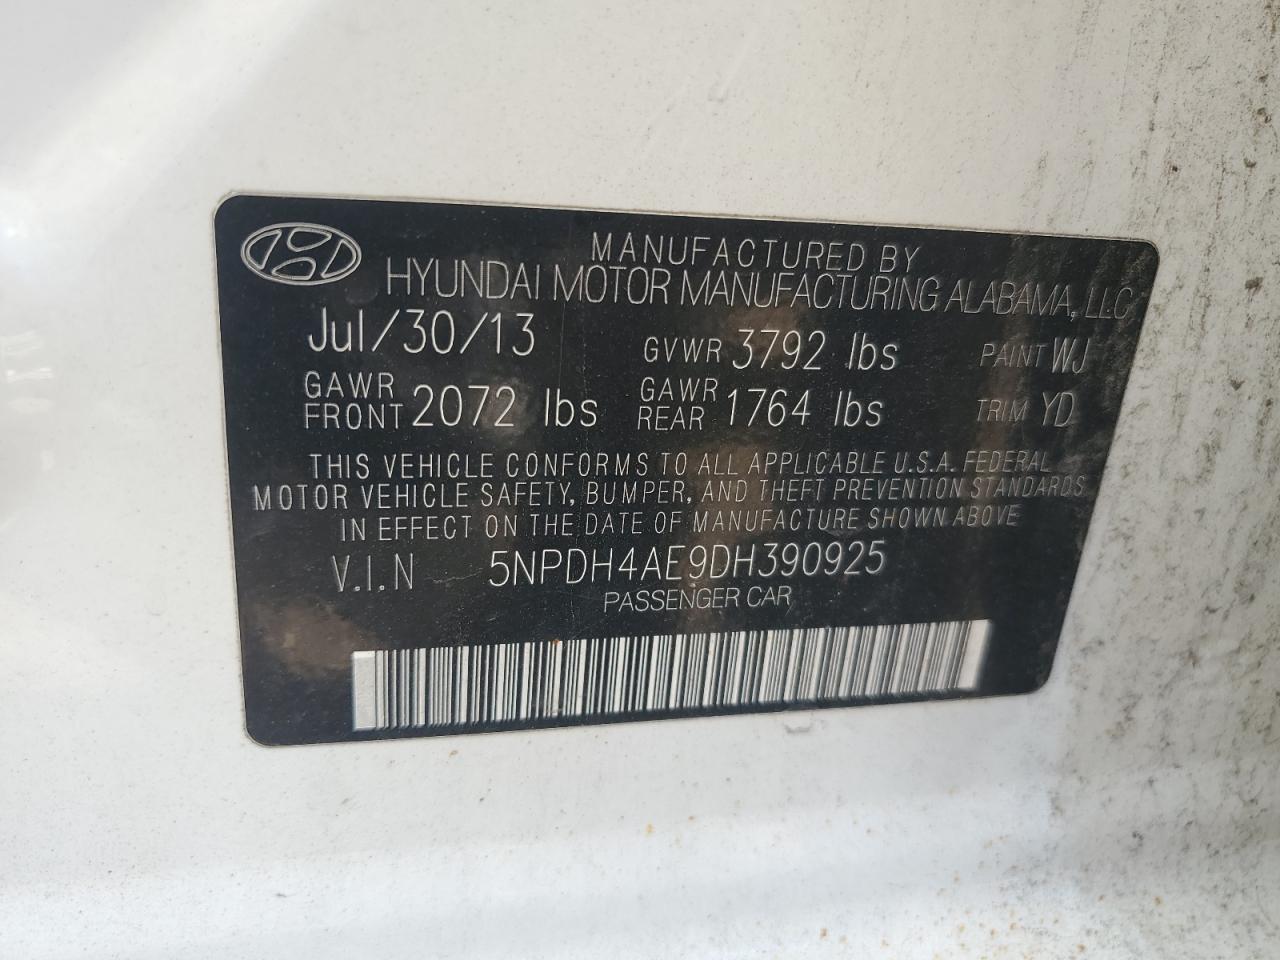 MANUFACTURED BY
HYUNDAI MOTOR MANUFACTURING ALABAMA, LLC
Jul/30/13 GVWR 3792 lbs PAINT WJ
GAWR FRONT 2072 lbs GAWR REAR 1764 lbs TRIM YD
THIS VEHICLE CONFORMS TO ALL APPLICABLE U.S.A. FEDERAL
MOTOR VEHICLE SAFETY, BUMPER, AND THEFT PREVENTION STANDARDS
IN EFFECT ON THE DATE OF MANUFACTURE SHOWN ABOVE
V.I.N 5NPDH4AE9DH390925
PASSENGER CAR